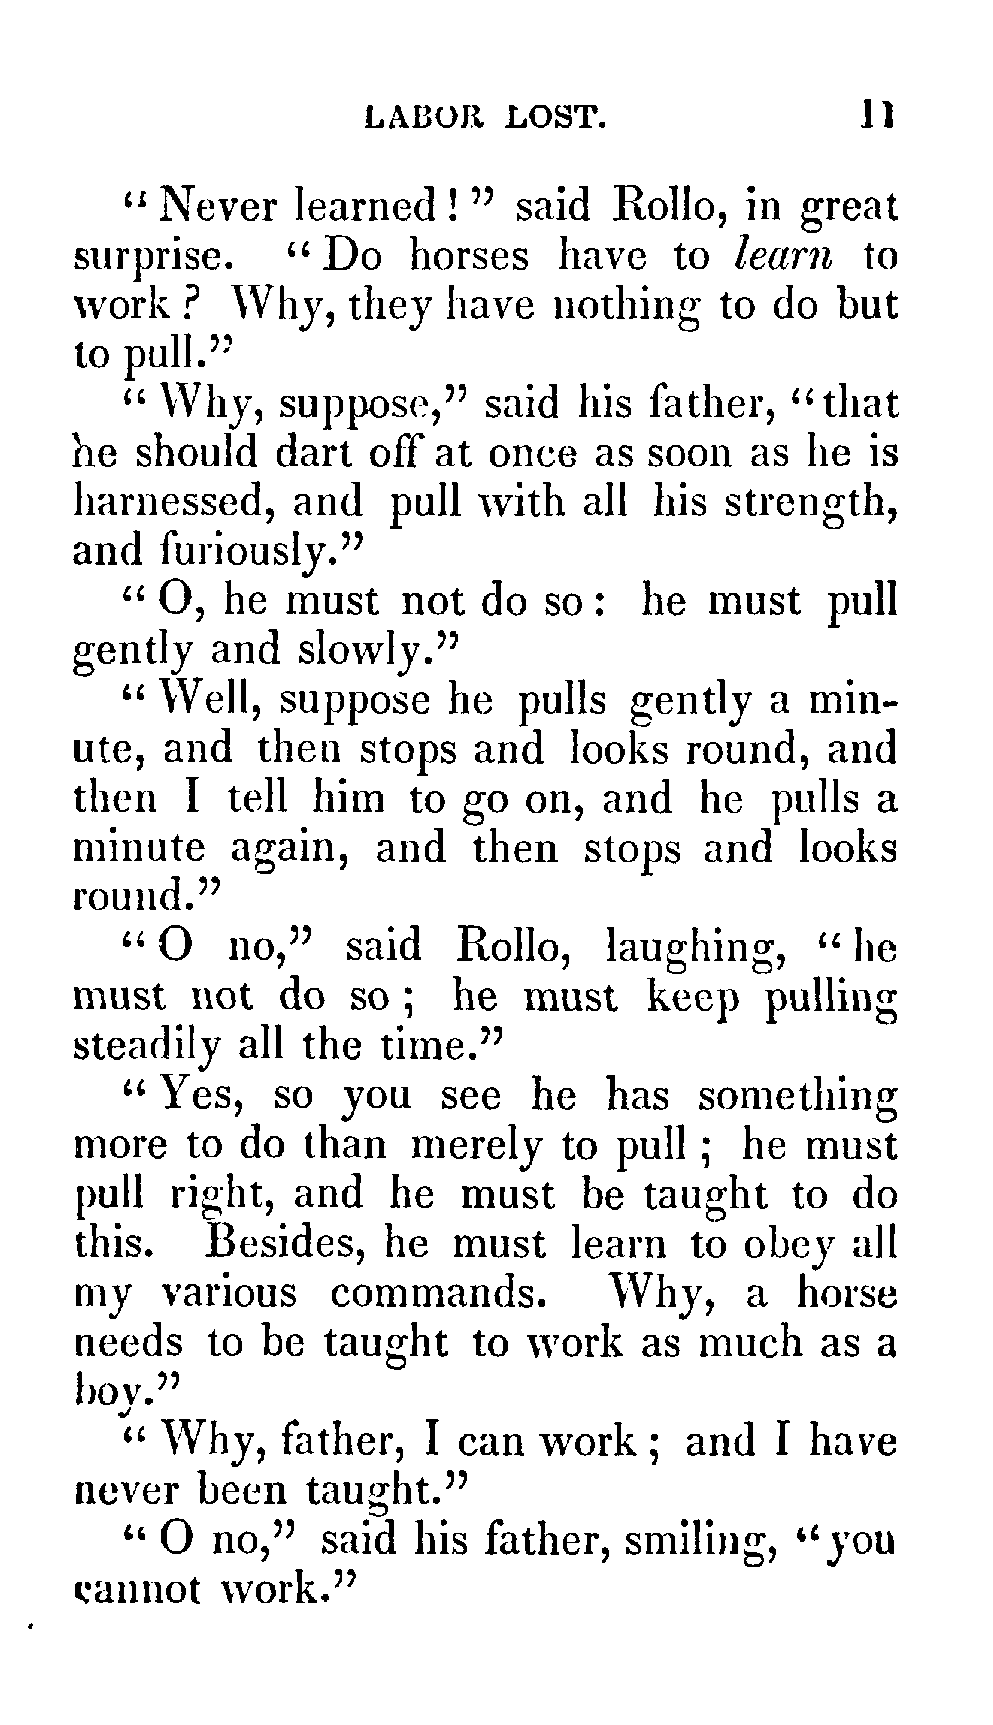 LABOR LOST. 11
“ Never learned ! ” said Rollo, in great
surprise. “ Do horses have to learn to
work ? Why, they have nothing to do but
to pull.”
“ Why, suppose,” said his father, “ that
he should dart off at once as soon as he is
harnessed, and pull with all his strength,
and furiously.”
“ O, he must not do so : he must pull
gently and slowly.”
“ Well, suppose he pulls gently a min-
ute, and then stops and looks round, and
then I tell him to go on, and he pulls a
minute again, and then stops and looks
round.”
“ O no,” said Rollo, laughing, “ he
must not do so ; he must keep pulling
steadily all the time.”
“ Yes, so you see he has something
more to do than merely to pull ; he must
pull right, and he must be taught to do
this. Besides, he must learn to obey all
my various commands. Why, a horse
needs to be taught to work as much as a
boy.”
“ Why, father, I can work ; and I have
never been taught.”
“ O no,” said his father, smiling, “ you
cannot work.”